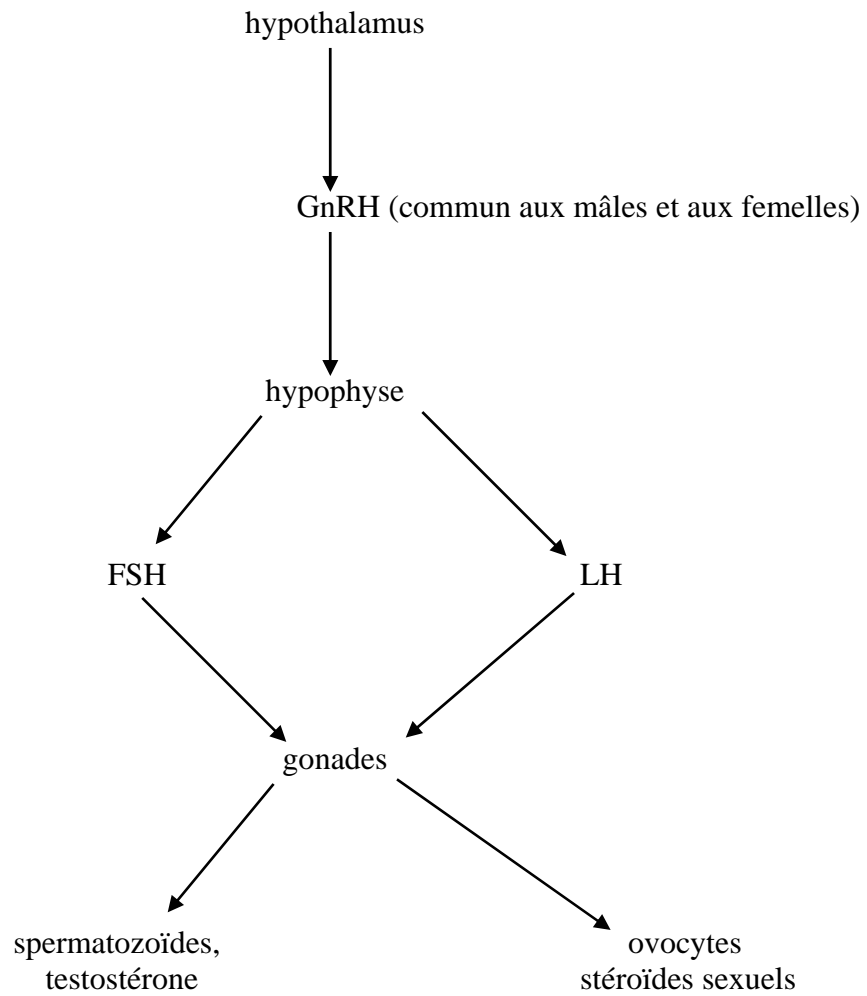 hypothalamus
GnRH (commun aux mâles et aux femelles)
hypophyse
FSH
LH
gonades
spermatozoïdes,
testostérone
ovocytes
stéroïdes sexuels